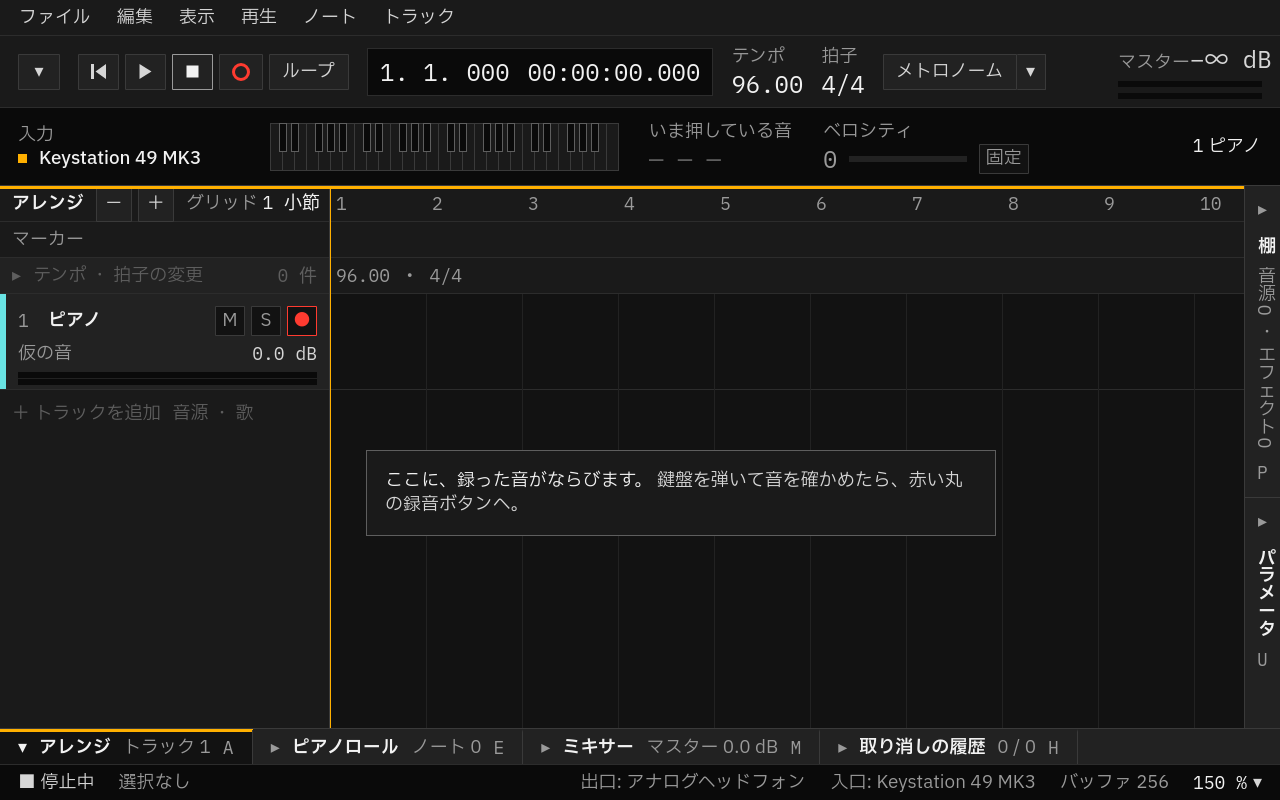 ファイル 編集 表示 再生 ノート トラック
▼ ループ 1. 1. 000 00:00:00.000 テンポ 96.00 拍子 4/4 メトロノーム ▼ マスター −∞ dB
入力
Keystation 49 MK3
いま押している音
— — —
ベロシティ
0 固定
1 ピアノ
アレンジ − + グリッド 1 小節 1 2 3 4 5 6 7 8 9 10
マーカー
▶ テンポ・拍子の変更 0 件 96.00 • 4/4
1 ピアノ M S
仮の音 0.0 dB
+ トラックを追加 音源・歌
ここに、録った音がならびます。 鍵盤を弾いて音を確かめたら、赤い丸
の録音ボタンへ。
▶ 棚 音源 0 ・ エフェクト 0 P
▶ パラメータ U
▼ アレンジ トラック 1 A ▶ ピアノロール ノート 0 E ▶ ミキサー マスター 0.0 dB M ▶ 取り消しの履歴 0 / 0 H
■ 停止中 選択なし 出口: アナログヘッドフォン 入口: Keystation 49 MK3 バッファ 256 150 % ▼